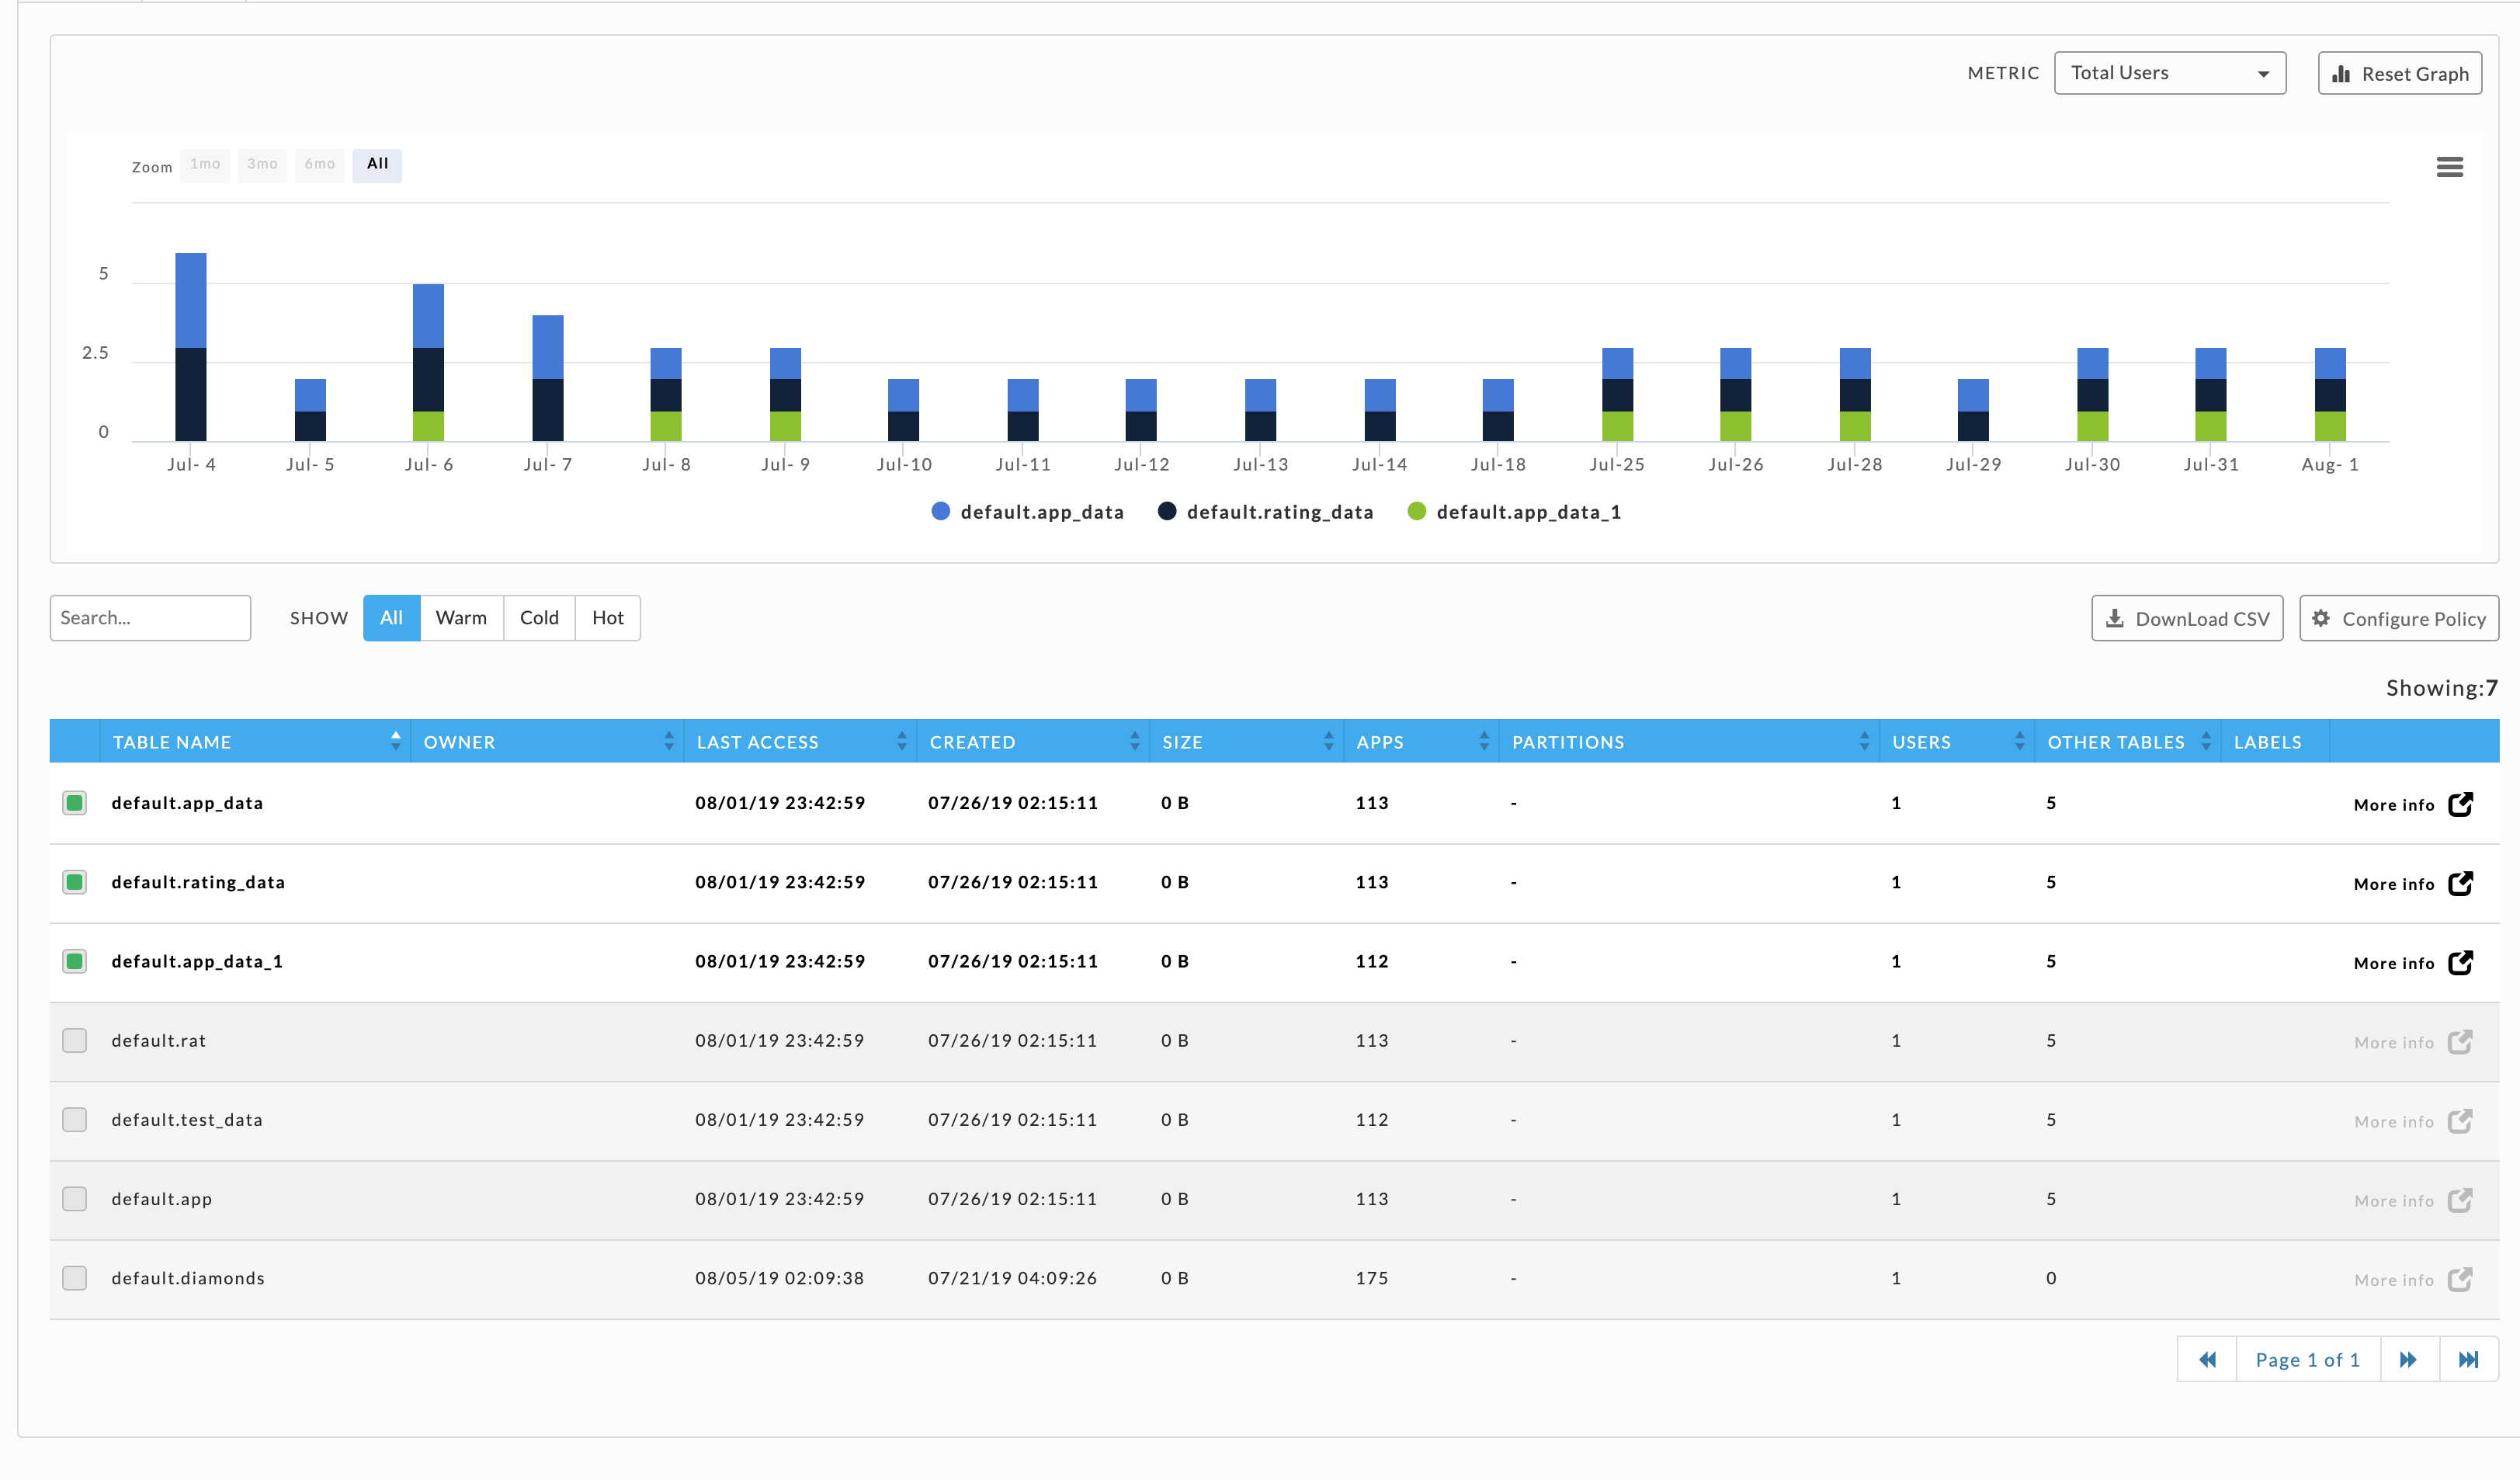 METRIC Total Users Reset Graph
Zoom 1mo 3mo 6mo All
5
2.5
0
Jul- 4 Jul- 5 Jul- 6 Jul- 7 Jul- 8 Jul- 9 Jul-10 Jul-11 Jul-12 Jul-13 Jul-14 Jul-18 Jul-25 Jul-26 Jul-28 Jul-29 Jul-30 Jul-31 Aug- 1
default.app_data default.rating_data default.app_data_1
Search... SHOW All Warm Cold Hot DownLoad CSV Configure Policy
Showing:7
TABLE NAME OWNER LAST ACCESS CREATED SIZE APPS PARTITIONS USERS OTHER TABLES LABELS
default.app_data 08/01/19 23:42:59 07/26/19 02:15:11 0 B 113 - 1 5 More info
default.rating_data 08/01/19 23:42:59 07/26/19 02:15:11 0 B 113 - 1 5 More info
default.app_data_1 08/01/19 23:42:59 07/26/19 02:15:11 0 B 112 - 1 5 More info
default.rat 08/01/19 23:42:59 07/26/19 02:15:11 0 B 113 - 1 5 More info
default.test_data 08/01/19 23:42:59 07/26/19 02:15:11 0 B 112 - 1 5 More info
default.app 08/01/19 23:42:59 07/26/19 02:15:11 0 B 113 - 1 5 More info
default.diamonds 08/05/19 02:09:38 07/21/19 04:09:26 0 B 175 - 1 0 More info
Page 1 of 1